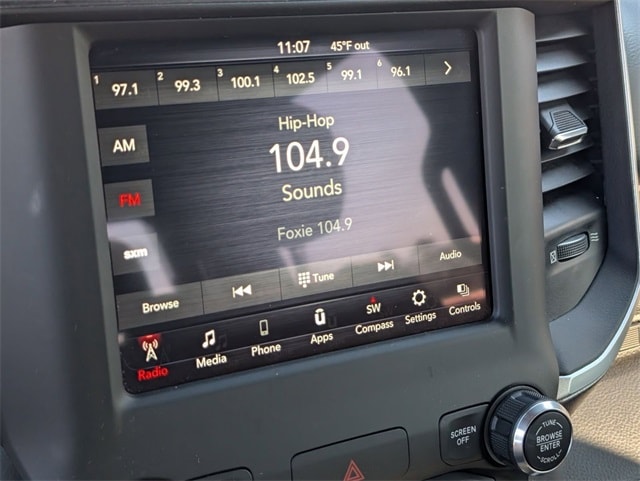 11:07 45°F out
1 97.1 2 99.3 3 100.1 4 102.5 5 99.1 6 96.1
Hip-Hop
AM
104.9
Sounds
FM
Foxie 104.9
sxm
Browse Tune Audio
Radio Media Phone Apps SW Compass Settings Controls
SCREEN
OFF
TUNE
BROWSE
ENTER
SCROLL